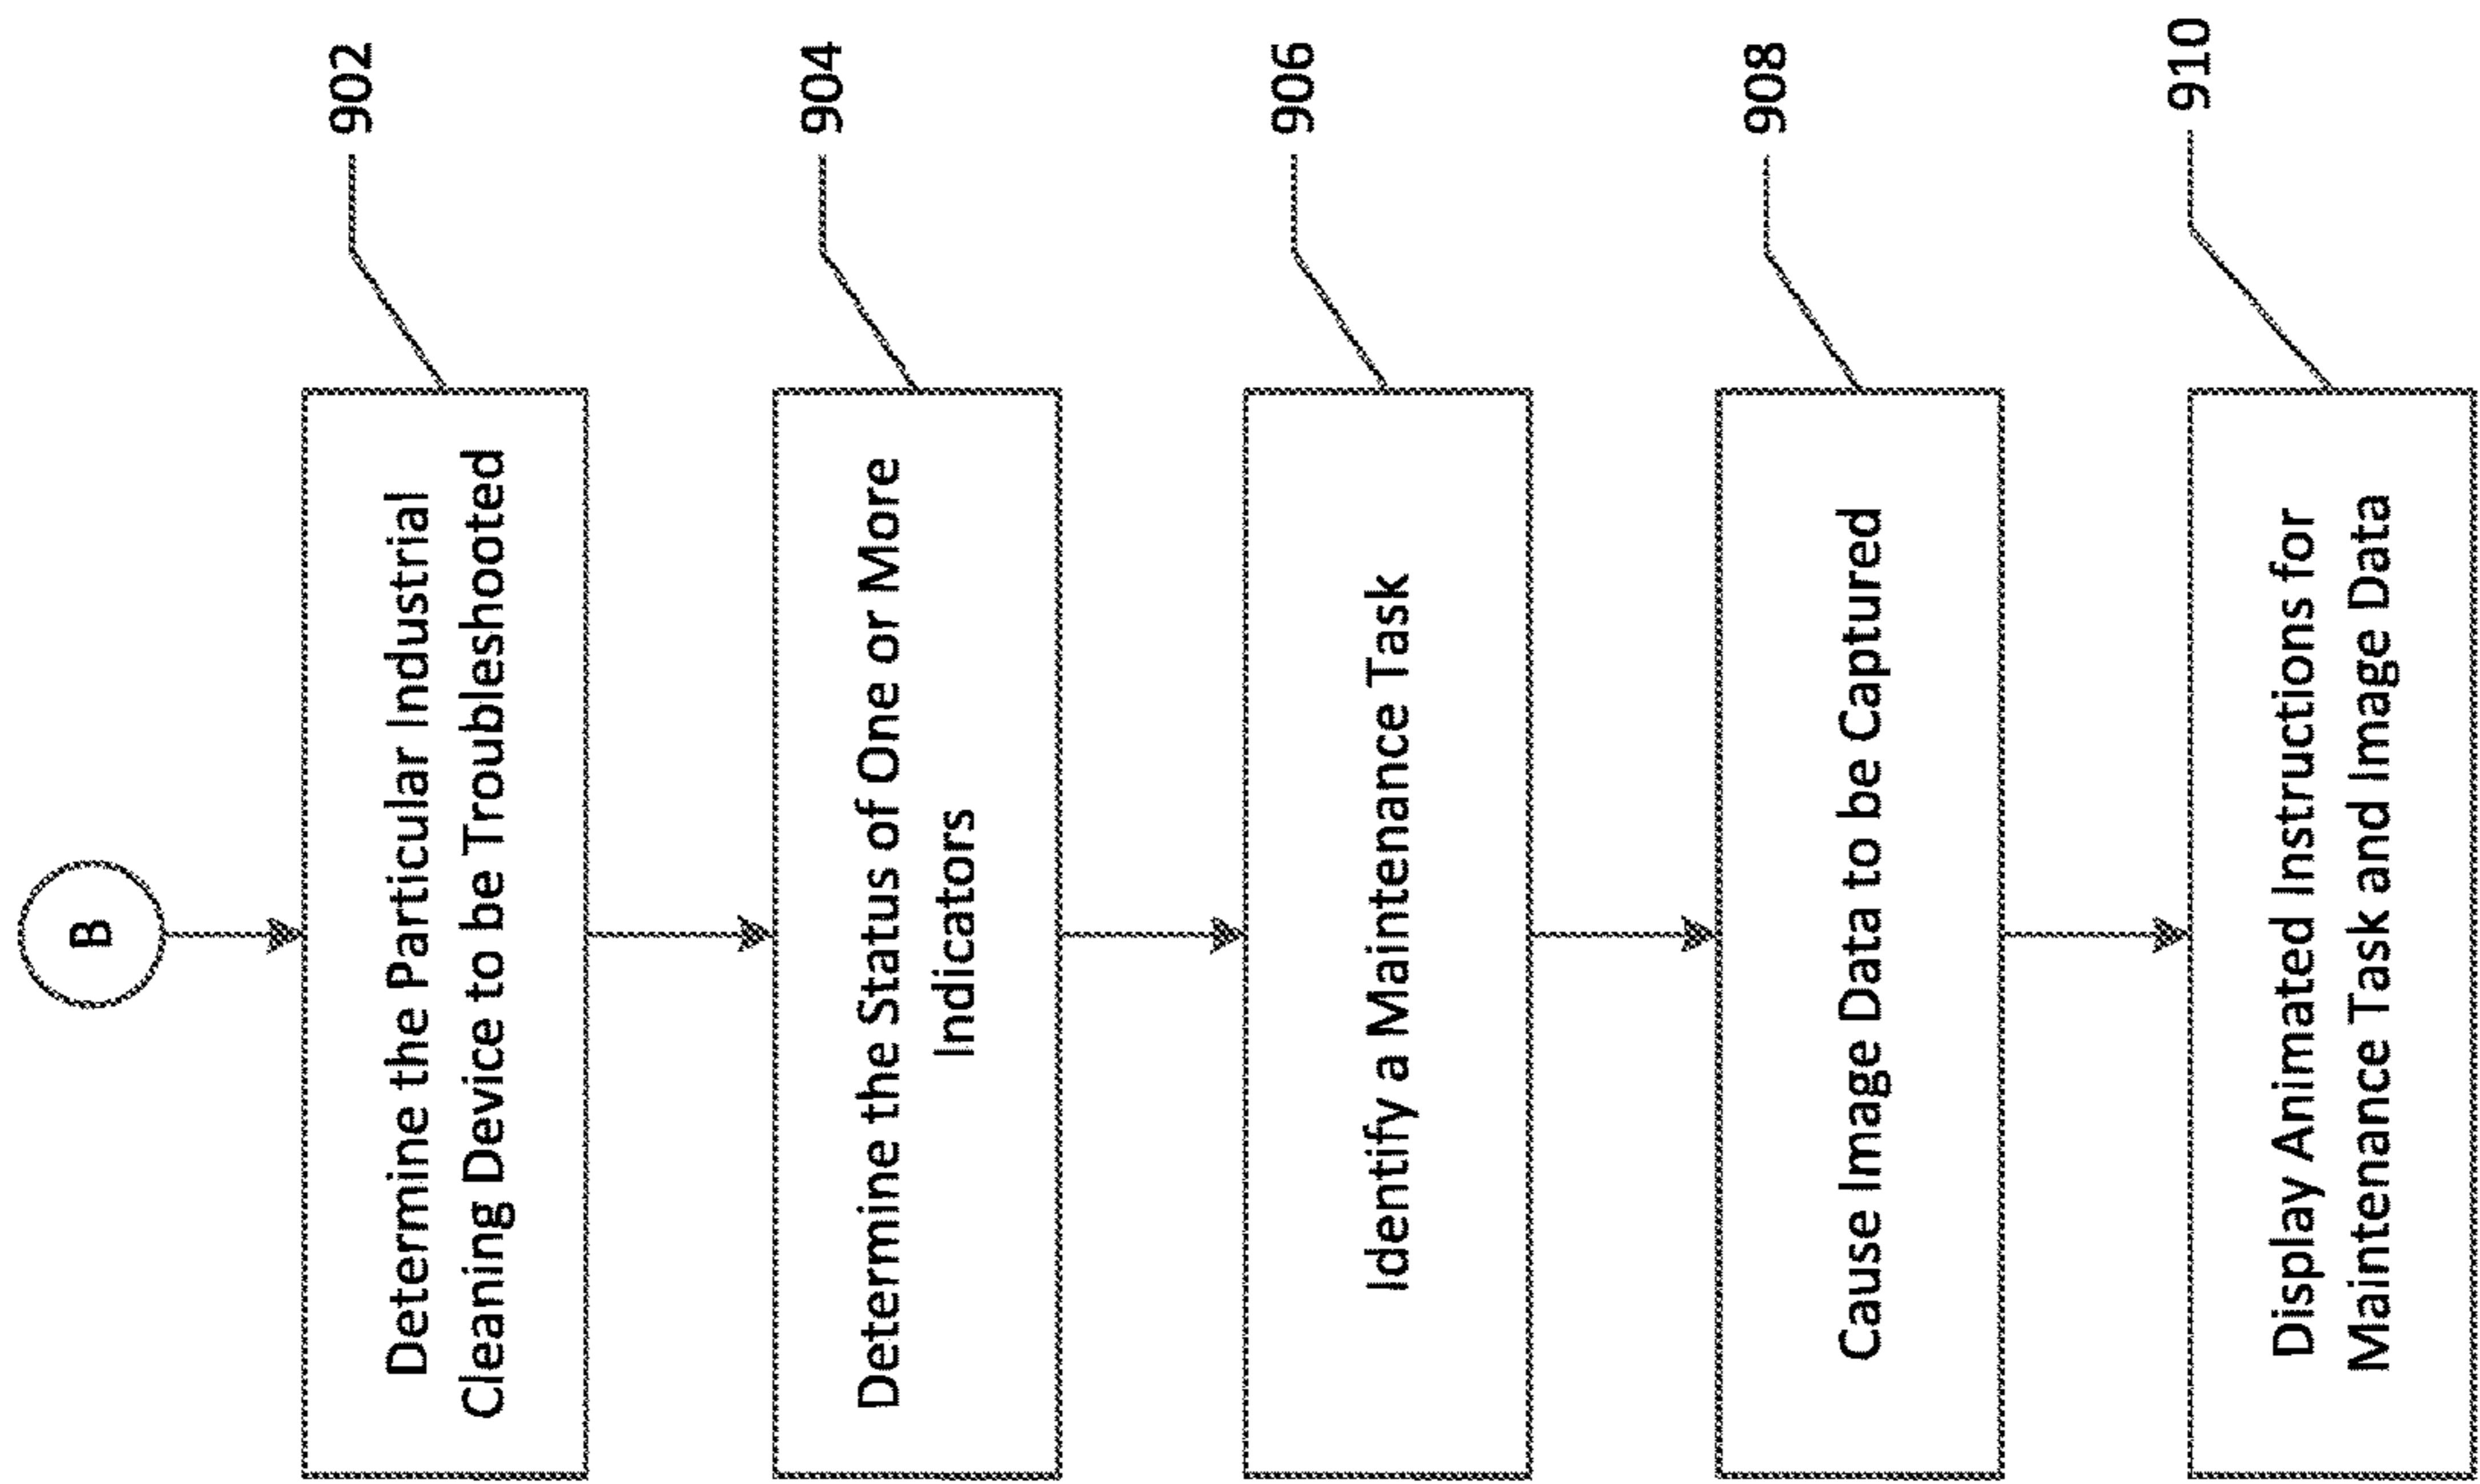 B
Determine the Particular Industrial
Cleaning Device to be Troubleshooted
902
Determine the Status of One or More
Indicators
904
Identify a Maintenance Task
906
Cause Image Data to be Captured
908
Display Animated Instructions for
Maintenance Task and Image Data
910